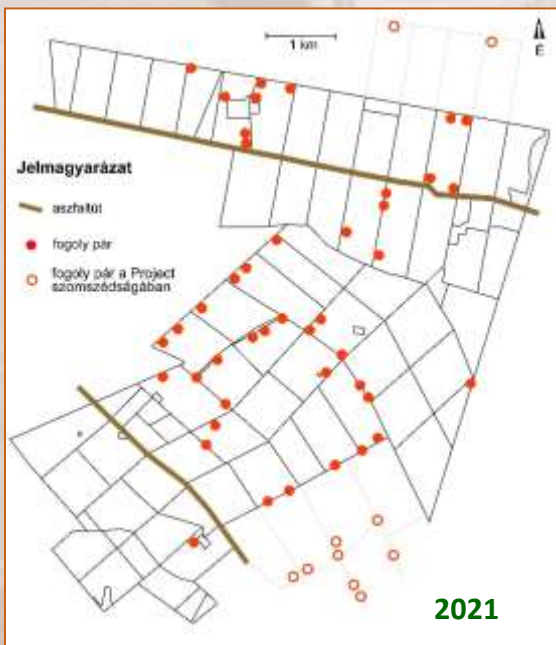 1 km
É
Jelmagyarázat
aszfaltút
fogoly pár
fogoly pár a Project
szomszédságában
2021